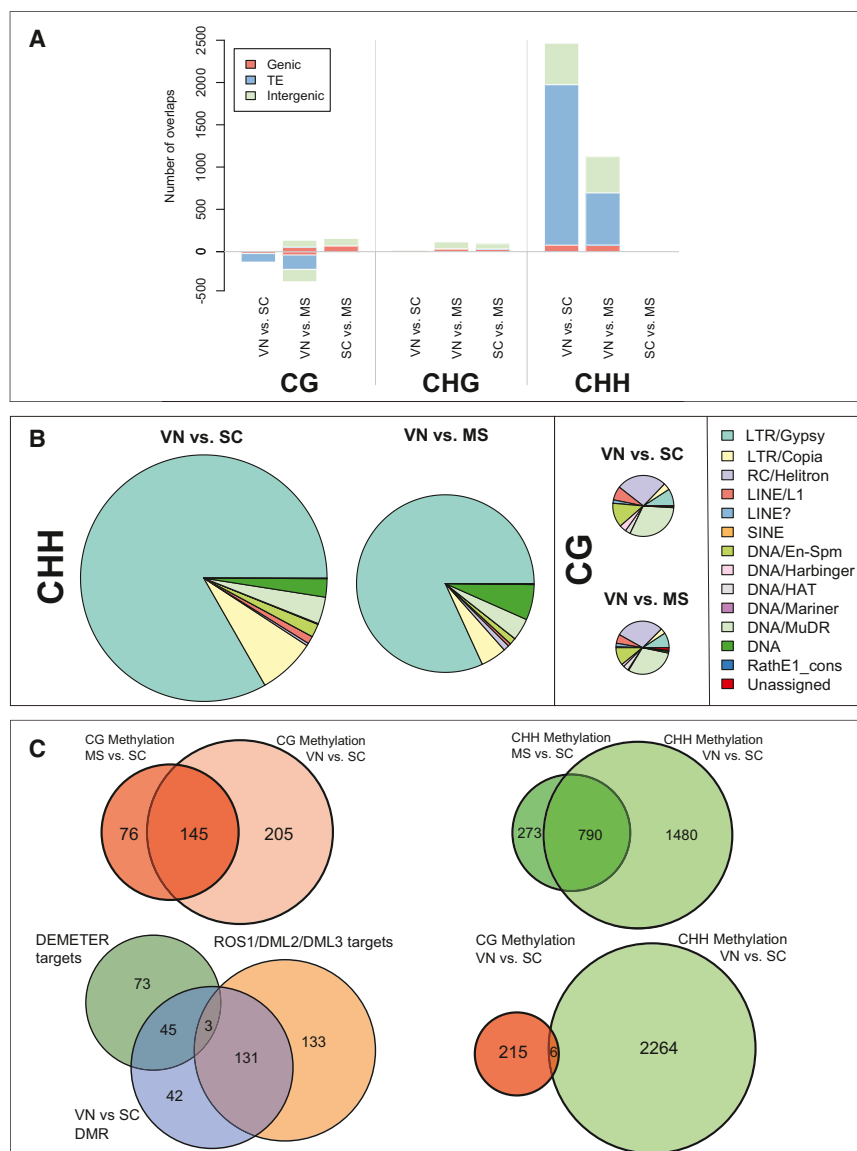 A
2500
2000
1500
1000
500
0
-500
Number of overlaps
Genic
TE
Intergenic
VN vs. SC
VN vs. MS
SC vs. MS
VN vs. SC
VN vs. MS
SC vs. MS
VN vs. SC
VN vs. MS
SC vs. MS
CG
CHG
CHH
B
VN vs. SC
VN vs. MS
CHH
VN vs. SC
CG
VN vs. MS
LTR/Gypsy
LTR/Copia
RC/Helitron
LINE/L1
LINE?
SINE
DNA/En-Spm
DNA/Harbinger
DNA/HAT
DNA/Mariner
DNA/MuDR
DNA
RathE1_cons
Unassigned
C
CG Methylation
MS vs. SC
CG Methylation
VN vs. SC
76
145
205
CHH Methylation
MS vs. SC
CHH Methylation
VN vs. SC
273
790
1480
DEMETER
targets
ROS1/DML2/DML3 targets
73
45
3
131
133
42
VN vs SC
DMR
CG Methylation
VN vs. SC
CHH Methylation
VN vs. SC
215
6
2264